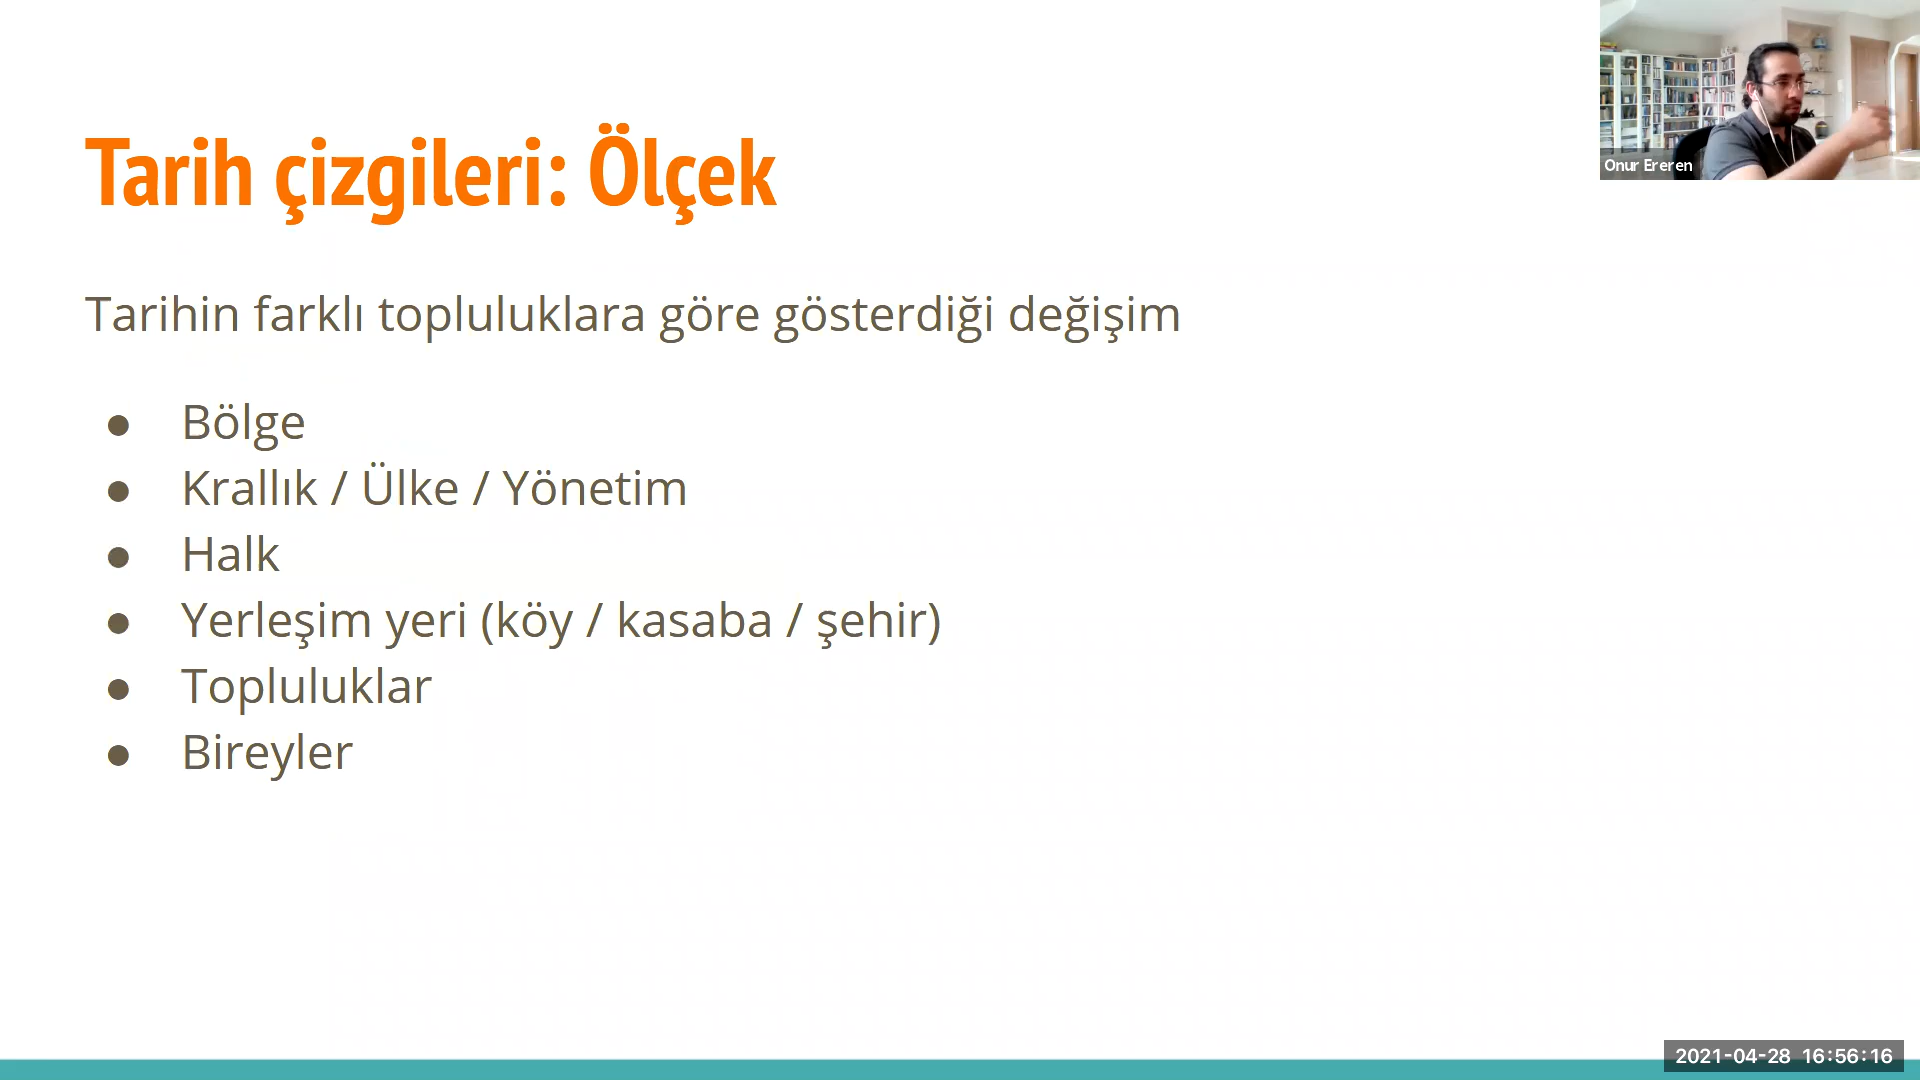 Tarih çizgileri: Ölçek
Onur Ereren
Tarihin farklı topluluklara göre gösterdiği değişim
● Bölge
● Krallık / Ülke / Yönetim
● Halk
● Yerleşim yeri (köy / kasaba / şehir)
● Topluluklar
● Bireyler
2021-04-28 16:56:16